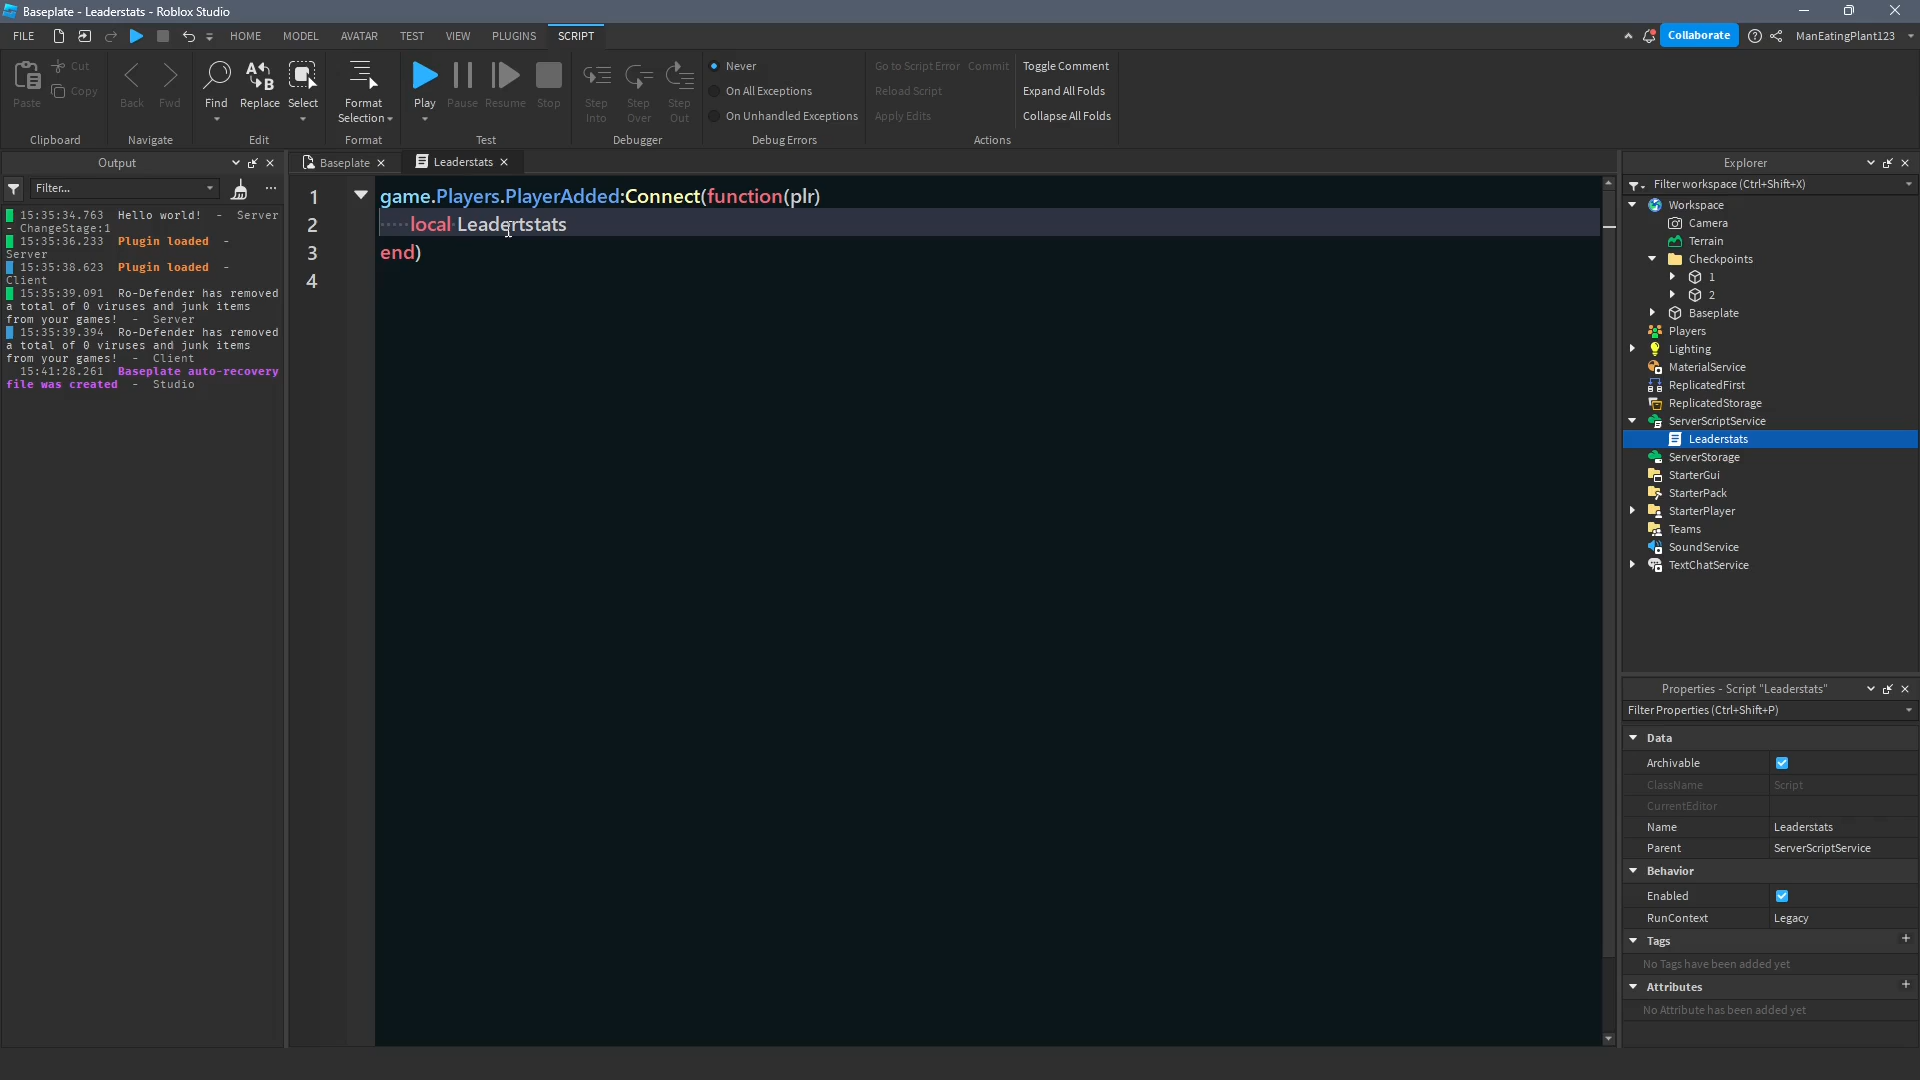 Baseplate - Leaderstats - Roblox Studio
FILE HOME MODEL AVATAR TEST VIEW PLUGINS SCRIPT Collaborate ManEatingPlant123
Paste Cut Copy
Clipboard
Back Fwd
Navigate
Find Replace Select
Edit
Format Selection
Format
Play Pause Resume Stop
Test
Step Into Step Over Step Out
Debugger
Never
On All Exceptions
On Unhandled Exceptions
Debug Errors
Go to Script Error Commit
Reload Script
Apply Edits
Toggle Comment
Expand All Folds
Collapse All Folds
Actions
Output
Filter...
15:35:34.763 Hello world! - Server
- ChangeStage:1
15:35:36.233 Plugin loaded -
Server
15:35:38.623 Plugin loaded -
Client
15:35:39.091 Ro-Defender has removed
a total of 0 viruses and junk items
from your games! - Server
15:35:39.394 Ro-Defender has removed
a total of 0 viruses and junk items
from your games! - Client
15:41:28.261 Baseplate auto-recovery
file was created - Studio
Baseplate Leaderstats
1 game.Players.PlayerAdded:Connect(function(plr)
2 local Leadertstats
3 end)
4
Explorer
Filter workspace (Ctrl+Shift+X)
Workspace
Camera
Terrain
Checkpoints
1
2
Baseplate
Players
Lighting
MaterialService
ReplicatedFirst
ReplicatedStorage
ServerScriptService
Leaderstats
ServerStorage
StarterGui
StarterPack
StarterPlayer
Teams
SoundService
TextChatService
Properties - Script "Leaderstats"
Filter Properties (Ctrl+Shift+P)
Data
Archivable
ClassName Script
CurrentEditor
Name Leaderstats
Parent ServerScriptService
Behavior
Enabled
RunContext Legacy
Tags +
No Tags have been added yet
Attributes +
No Attribute has been added yet